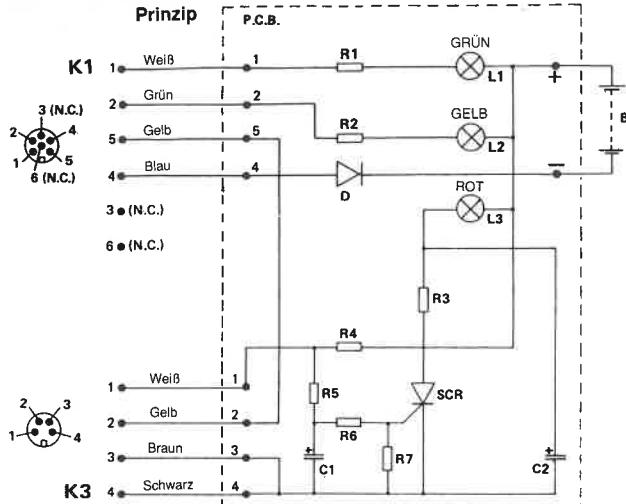 Prinzip
P.C.B.
K1
1 Weiß 1
2 Grün 2
5 Gelb 5
4 Blau 4
3 (N.C.)
6 (N.C.)
3 (N.C.)
2 4
1 5
6 (N.C.)
R1
GRÜN
L1
+
R2
GELB
L2
B
D
−
ROT
L3
R3
R4
R5
SCR
R6
R7
+
C1
+
C2
1 Weiß 1
2 Gelb 2
3 Braun 3
K3 4 Schwarz 4
2 3
1 4